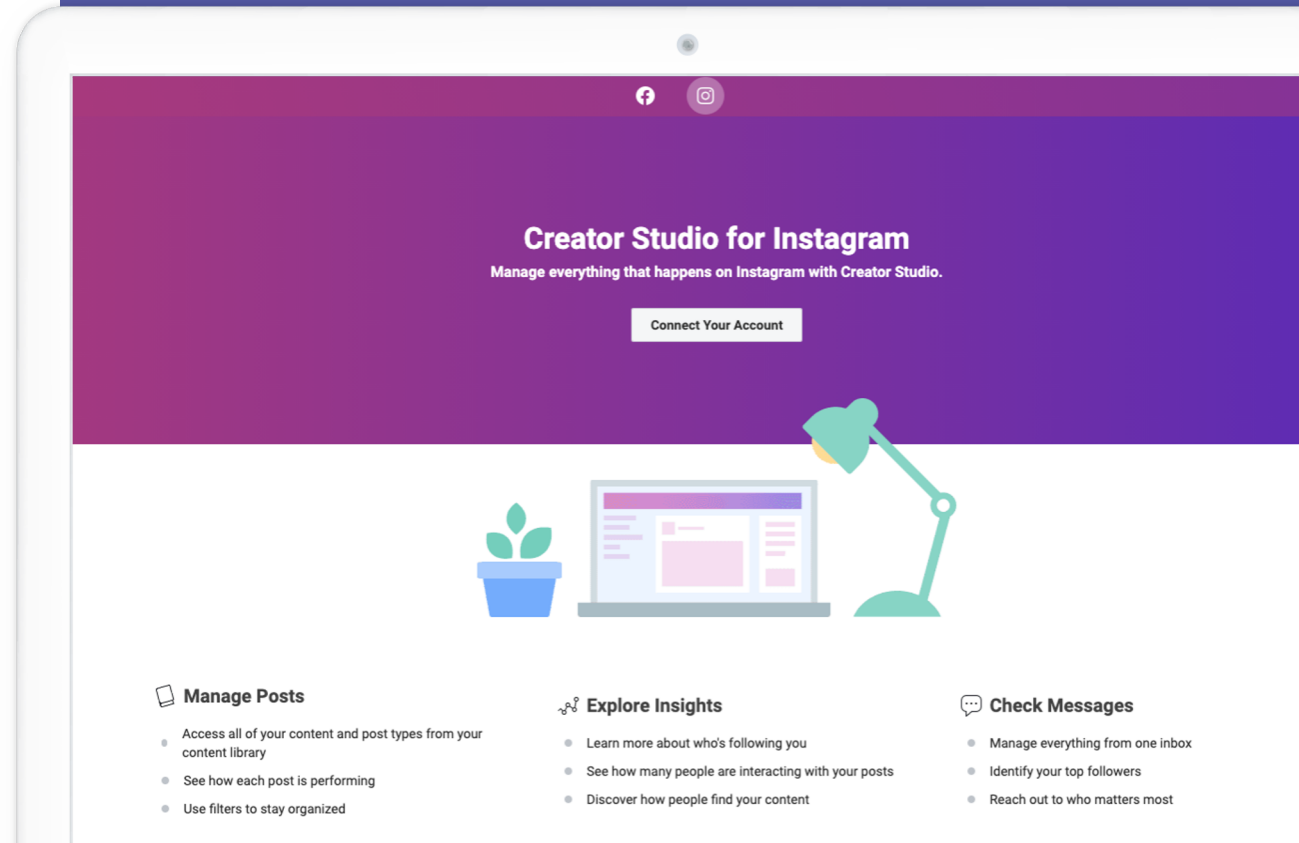 Creator Studio for Instagram
Manage everything that happens on Instagram with Creator Studio.
Connect Your Account
Manage Posts
Access all of your content and post types from your
content library
See how each post is performing
Use filters to stay organized
Explore Insights
Learn more about who's following you
See how many people are interacting with your posts
Discover how people find your content
Check Messages
Manage everything from one inbox
Identify your top followers
Reach out to who matters most